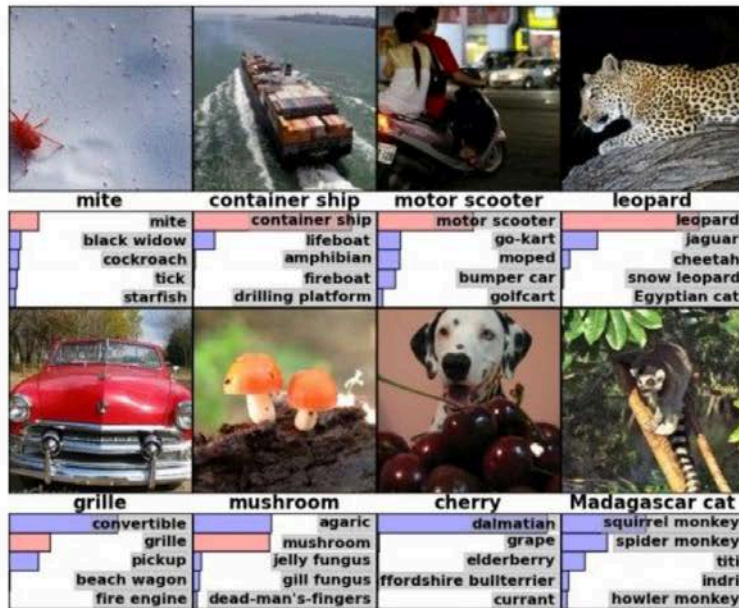 mite
container ship
motor scooter
leopard
mite
black widow
cockroach
tick
starfish
container ship
lifeboat
amphibian
fireboat
drilling platform
motor scooter
go-kart
moped
bumper car
golfcart
leopard
jaguar
cheetah
snow leopard
Egyptian cat
grille
mushroom
cherry
Madagascar cat
convertible
grille
pickup
beach wagon
fire engine
agaric
mushroom
jelly fungus
gill fungus
dead-man's-fingers
dalmatian
grape
elderberry
ffordshire bullterrier
currant
squirrel monkey
spider monkey
titi
indri
howler monkey